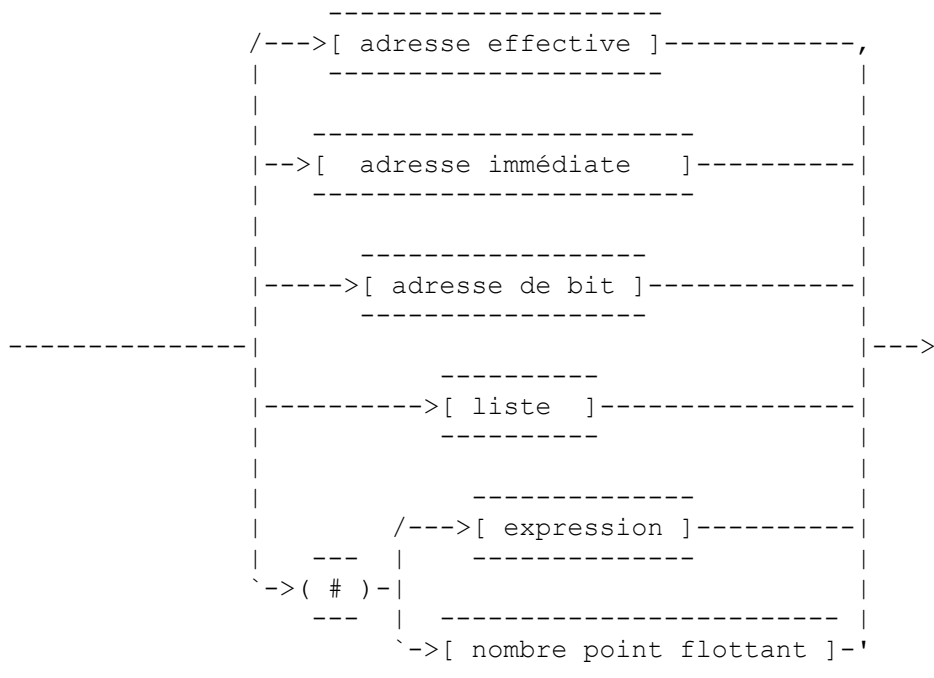 adresse effective
adresse immédiate
adresse de bit
liste
expression
#
nombre point flottant